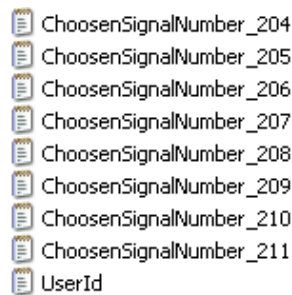 ChoosenSignalNumber_204
ChoosenSignalNumber_205
ChoosenSignalNumber_206
ChoosenSignalNumber_207
ChoosenSignalNumber_208
ChoosenSignalNumber_209
ChoosenSignalNumber_210
ChoosenSignalNumber_211
UserId